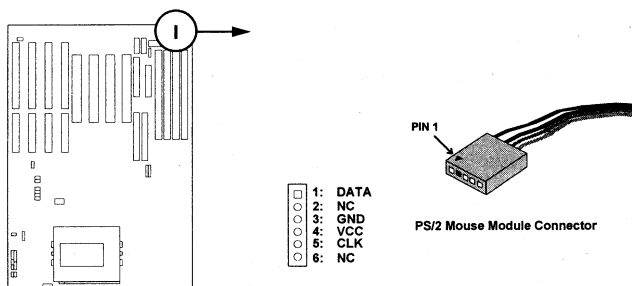 I
PIN 1
1: DATA
2: NC
3: GND
4: VCC
5: CLK
6: NC
PS/2 Mouse Module Connector